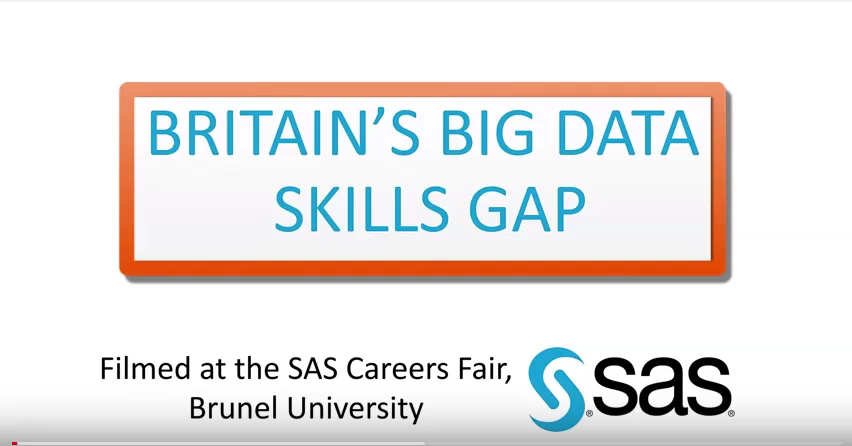 BRITAIN’S BIG DATA
SKILLS GAP
Filmed at the SAS Careers Fair,
Brunel University
® sas®